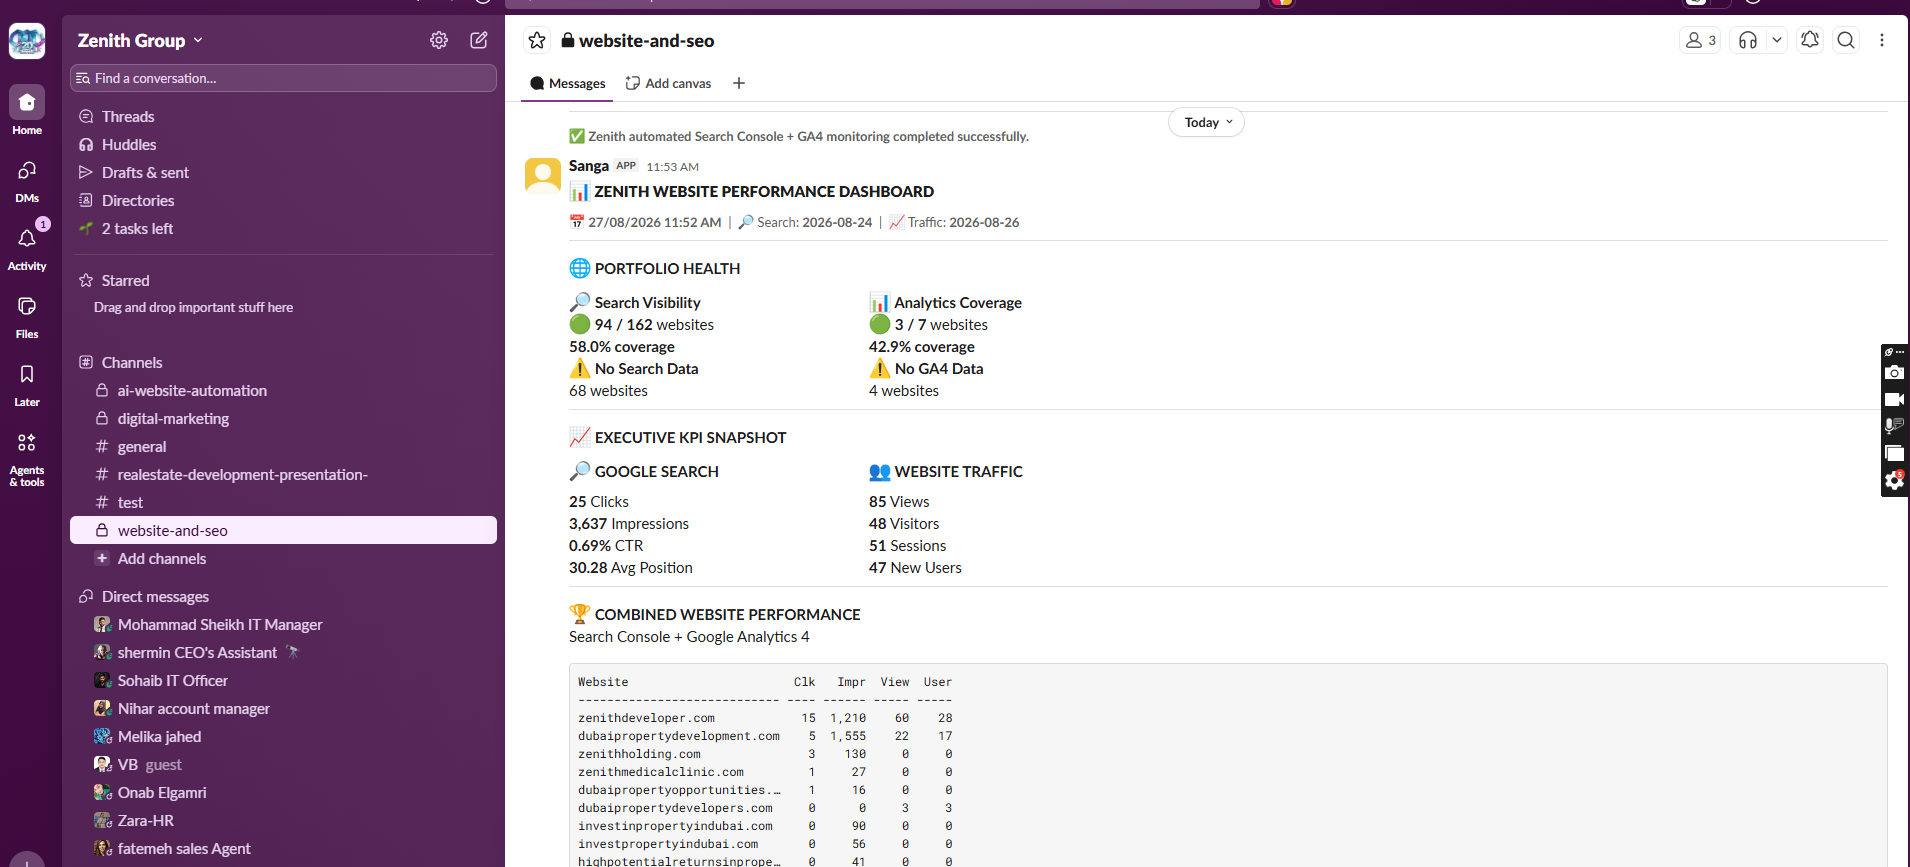 Zenith Group
Find a conversation...
Home
DMs
1
Activity
Files
Later
Agents
& tools
Threads
Huddles
Drafts & sent
Directories
2 tasks left
Starred
Drag and drop important stuff here
Channels
ai-website-automation
digital-marketing
general
realestate-development-presentation-
test
website-and-seo
Add channels
Direct messages
Mohammad Sheikh IT Manager
shermin CEO's Assistant
Sohaib IT Officer
Nihar account manager
Melika jahed
VB guest
Onab Elgamri
Zara-HR
fatemeh sales Agent
website-and-seo
3
Messages
Add canvas
Today
Zenith automated Search Console + GA4 monitoring completed successfully.
Sanga APP 11:53 AM
ZENITH WEBSITE PERFORMANCE DASHBOARD
27/08/2026 11:52 AM | Search: 2026-08-24 | Traffic: 2026-08-26
PORTFOLIO HEALTH
Search Visibility Analytics Coverage
94 / 162 websites 3 / 7 websites
58.0% coverage 42.9% coverage
No Search Data No GA4 Data
68 websites 4 websites
EXECUTIVE KPI SNAPSHOT
GOOGLE SEARCH WEBSITE TRAFFIC
25 Clicks 85 Views
3,637 Impressions 48 Visitors
0.69% CTR 51 Sessions
30.28 Avg Position 47 New Users
COMBINED WEBSITE PERFORMANCE
Search Console + Google Analytics 4
Website Clk Impr View User
---------------------------- ---- ------ ----- -----
zenithdeveloper.com 15 1,210 60 28
dubaipropertydevelopment.com 5 1,555 22 17
zenithholding.com 3 130 0 0
zenithmedicalclinic.com 1 27 0 0
dubaipropertyopportunities.… 1 16 0 0
dubaipropertydevelopers.com 0 0 3 3
investinpropertyindubai.com 0 90 0 0
investpropertyindubai.com 0 56 0 0
highpotentialreturnsinprope… 0 41 0 0
5